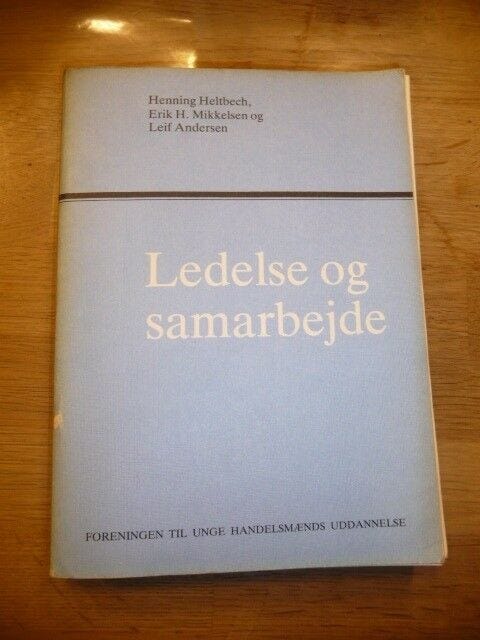 Henning Heltbech,
Erik H. Mikkelsen og
Leif Andersen
Ledelse og
samarbejde
FORENINGEN TIL UNGE HANDELSMÆNDS UDDANNELSE